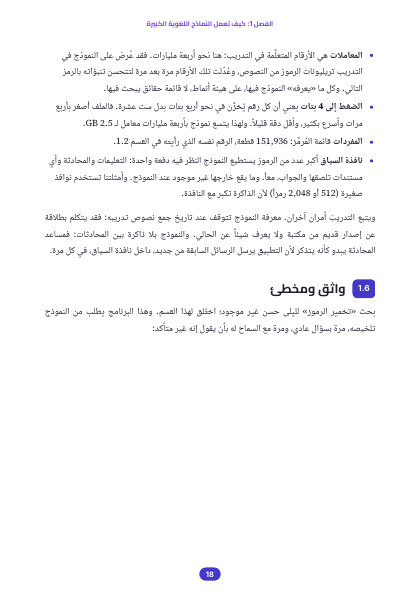 الفصل 1: كيف تعمل النماذج اللغوية الكبيرة
• المعاملات هي الأرقام المتعلَّمة في التدريب؛ هنا نحو أربعة مليارات. فقد عُرضَ على النموذج في
التدريب تريليونات الرموز من النصوص، وعُدّلت تلك الأرقام مرة بعد مرة لتتحسن تنبؤاته بالرمز
التالي. وكل ما «يعرفه» النموذج فيها، على هيئة أنماط، لا قائمة حقائق يبحث فيها.
• الضغط إلى 4 بتات يعني أن كل رقم يُخزَّن في نحو أربع بتات بدل ست عشرة. فالملف أصغر بأربع
مرات وأسرع بكثير، وأقل دقة قليلاً. ولهذا يتسع نموذج بأربعة مليارات معامل لـ 2.5 GB.
• المفردات قائمة المُرمِّز: 151,936 قطعة، الرقم نفسه الذي رأيته في القسم 1.2.
• نافذة السياق أكبر عدد من الرموز يستطيع النموذج النظر فيه دفعة واحدة: التعليمات والمحادثة وأي
مستندات تلصقها والجواب، معاً. وما يقع خارجها غير موجود عند النموذج. وأمثلتنا تستخدم نوافذ
صغيرة (512 أو 2,048 رمزاً) لأن الذاكرة تكبر مع النافذة.
ويتبع التدريبَ أمران آخران. معرفة النموذج تتوقف عند تاريخ جمع نصوص تدريبه؛ فقد يتكلم بطلاقة
عن إصدار قديم من مكتبة ولا يعرف شيئاً عن الحالي. والنموذج بلا ذاكرة بين المحادثات: فمساعد
المحادثة يبدو كأنه يتذكر لأن التطبيق يرسل الرسائل السابقة من جديد، داخل نافذة السياق، في كل مرة.
1.6 واثق ومخطئ
بحث «تخمير الرموز» لليلى حسن غير موجود؛ اختُلق لهذا القسم. وهذا البرنامج يطلب من النموذج
تلخيصه، مرة بسؤال عادي، ومرة مع السماح له بأن يقول إنه غير متأكد:
18